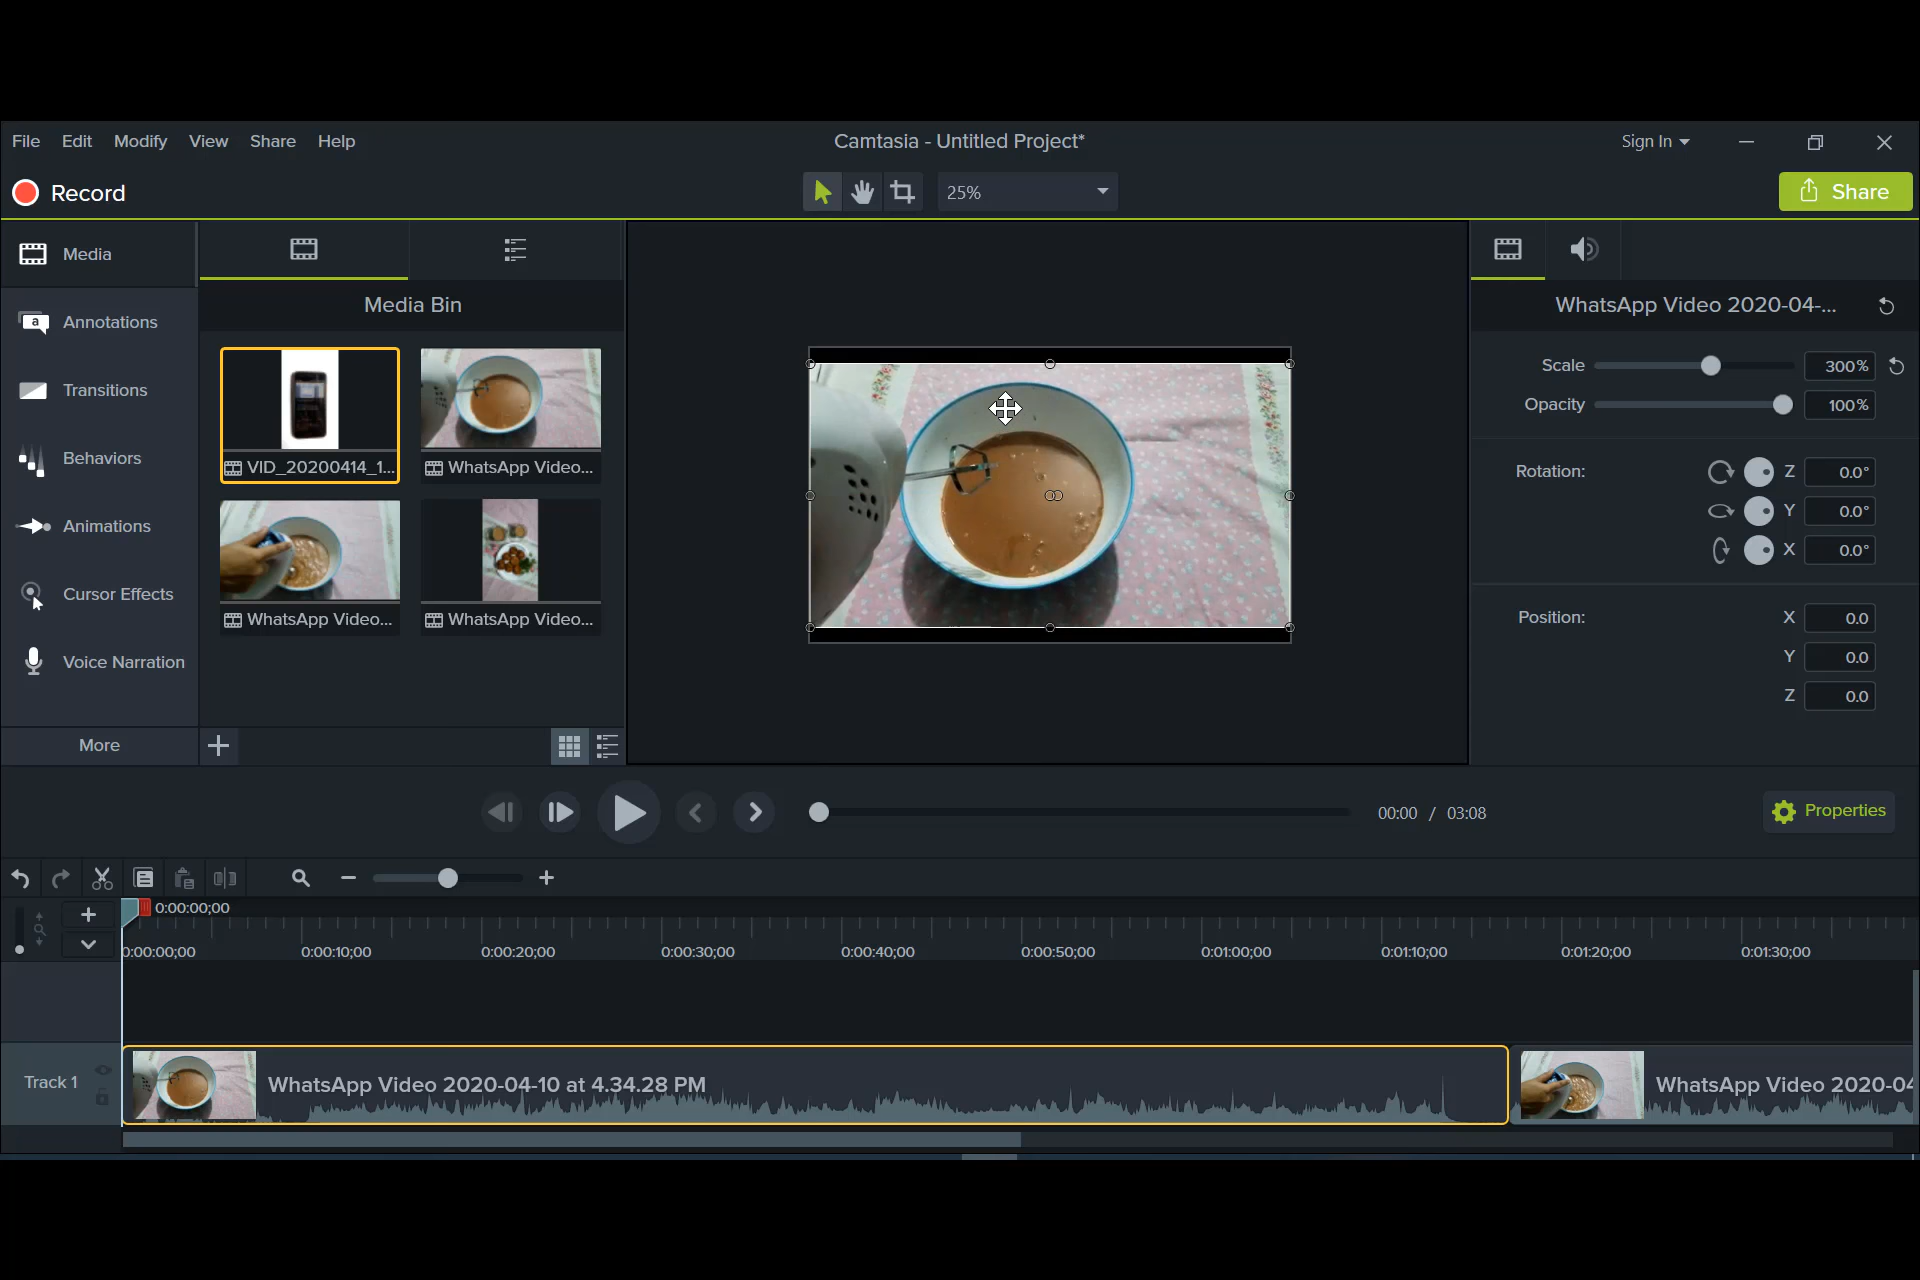 File Edit Modify View Share Help
Camtasia - Untitled Project*
Sign In
Record
25%
Share
Media
Annotations
Transitions
Behaviors
Animations
Cursor Effects
Voice Narration
More
Media Bin
VID_20200414_1...
WhatsApp Video...
WhatsApp Video...
WhatsApp Video...
WhatsApp Video 2020-04-...
Scale 300%
Opacity 100%
Rotation: Z 0.0°
Y 0.0°
X 0.0°
Position: X 0.0
Y 0.0
Z 0.0
00:00 / 03:08
Properties
0:00:00;00
0:00:00;00 0:00:10;00 0:00:20;00 0:00:30;00 0:00:40;00 0:00:50;00 0:01:00;00 0:01:10;00 0:01:20;00 0:01:30;00
Track 1
WhatsApp Video 2020-04-10 at 4.34.28 PM
WhatsApp Video 2020-04